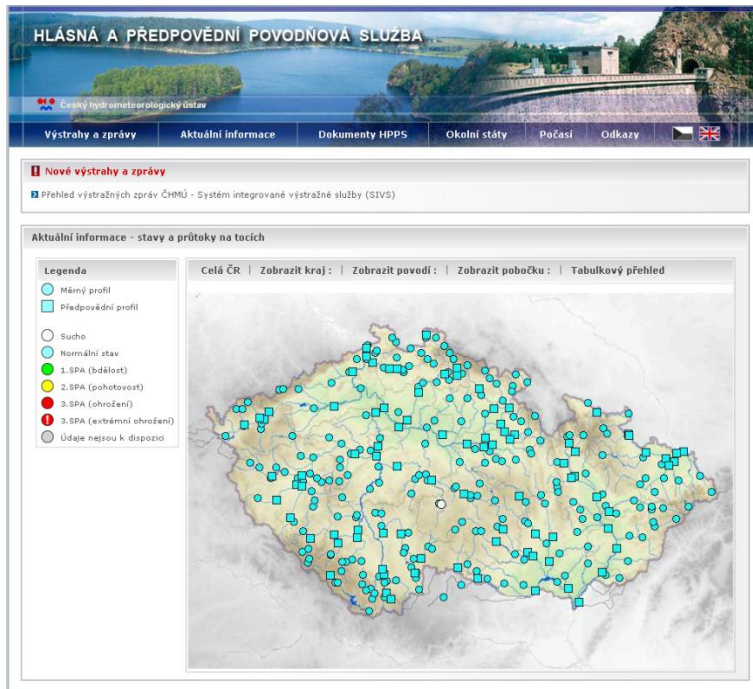 HLÁSNÁ A PŘEDPOVĚDNÍ POVODŇOVÁ SLUŽBA
Český hydrometeorologický ústav
Výstrahy a zprávy Aktuální informace Dokumenty HPPS Okolní státy Počasí Odkazy
Nové výstrahy a zprávy
Přehled výstražných zpráv ČHMÚ - Systém integrované výstražné služby (SIVS)
Aktuální informace - stavy a průtoky na tocích
Legenda
Měrný profil
Předpovědní profil
Sucho
Normální stav
1.SPA (bdělost)
2.SPA (pohotovost)
3.SPA (ohrožení)
3.SPA (extrémní ohrožení)
Údaje nejsou k dispozici
Celá ČR | Zobrazit kraj : | Zobrazit povodí : | Zobrazit pobočku : | Tabulkový přehled